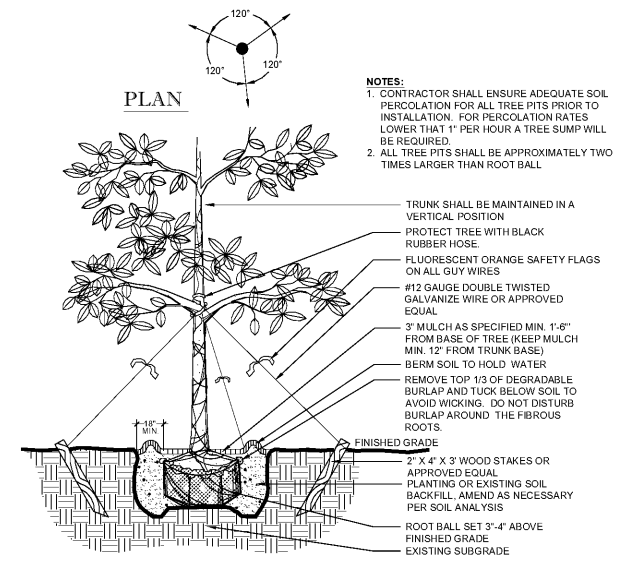 120°
120°
120°
PLAN
NOTES:
1. CONTRACTOR SHALL ENSURE ADEQUATE SOIL
PERCOLATION FOR ALL TREE PITS PRIOR TO
INSTALLATION. FOR PERCOLATION RATES
LOWER THAT 1" PER HOUR A TREE SUMP WILL
BE REQUIRED.
2. ALL TREE PITS SHALL BE APPROXIMATELY TWO
TIMES LARGER THAN ROOT BALL
TRUNK SHALL BE MAINTAINED IN A
VERTICAL POSITION
PROTECT TREE WITH BLACK
RUBBER HOSE.
FLUORESCENT ORANGE SAFETY FLAGS
ON ALL GUY WIRES
#12 GAUGE DOUBLE TWISTED
GALVANIZE WIRE OR APPROVED
EQUAL
3" MULCH AS SPECIFIED MIN. 1'-6"'
FROM BASE OF TREE (KEEP MULCH
MIN. 12" FROM TRUNK BASE)
BERM SOIL TO HOLD WATER
REMOVE TOP 1/3 OF DEGRADABLE
BURLAP AND TUCK BELOW SOIL TO
AVOID WICKING. DO NOT DISTURB
BURLAP AROUND THE FIBROUS
ROOTS.
18"
MIN
FINISHED GRADE
2" X 4" X 3' WOOD STAKES OR
APPROVED EQUAL
PLANTING OR EXISTING SOIL
BACKFILL, AMEND AS NECESSARY
PER SOIL ANALYSIS
ROOT BALL SET 3"-4" ABOVE
FINISHED GRADE
EXISTING SUBGRADE